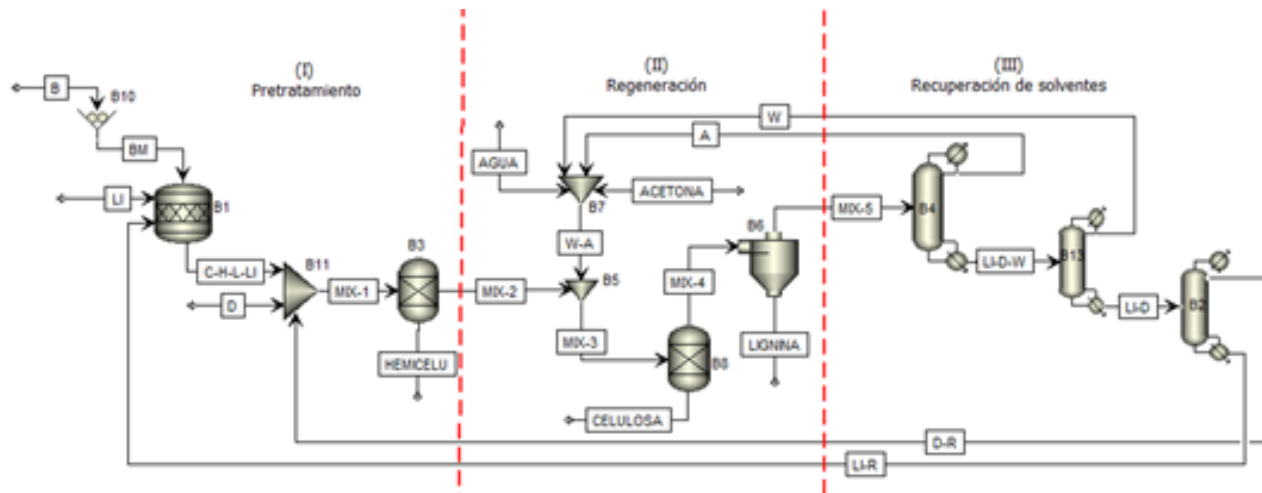 (I)
Pretratamiento
(II)
Regeneración
(III)
Recuperación de solventes
B
B10
BM
LI
B1
C-H-L-LI
B11
D
MIX-1
B3
HEMICELU
MIX-2
AGUA
W
A
ACETONA
B7
W-A
B5
MIX-3
MIX-4
B6
B8
CELULOSA
LIGNINA
MIX-5
B4
LI-D-W
B13
LI-D
B2
D-R
LI-R